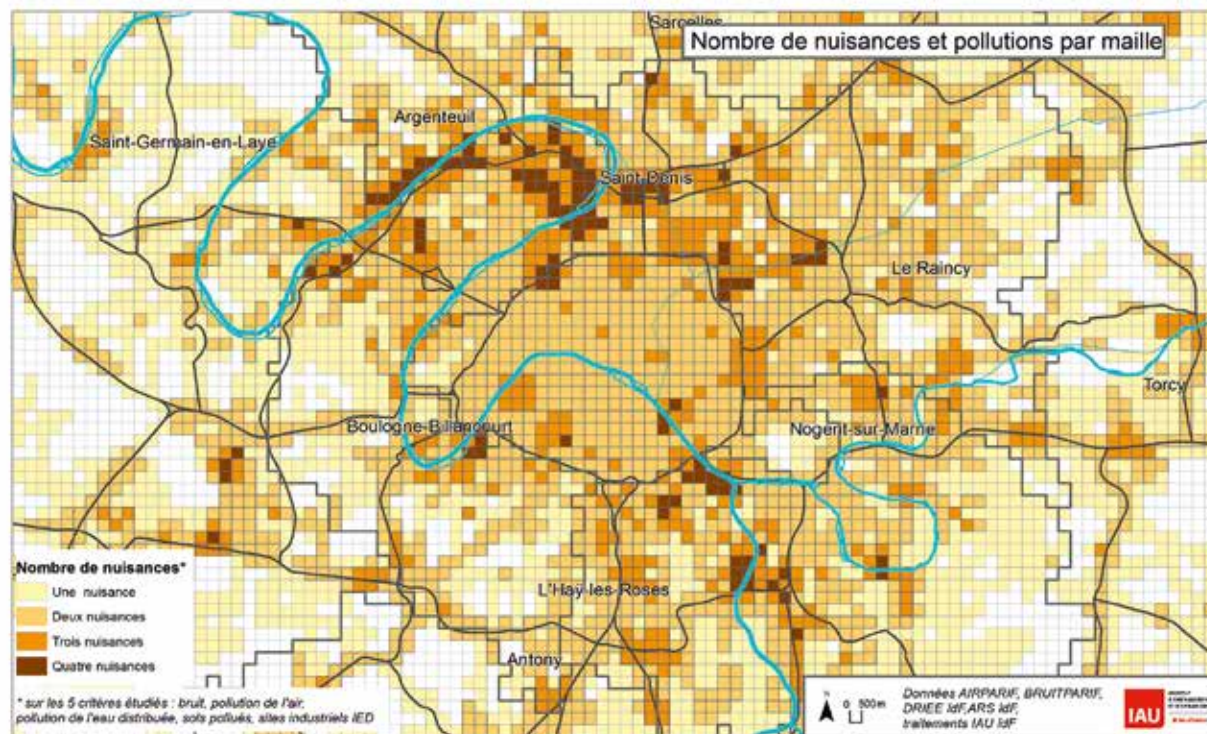 Sarcelles
Nombre de nuisances et pollutions par maille
Argenteuil
Saint-Germain-en-Laye
Saint-Denis
Le Raincy
Torcy
Boulogne-Billancourt
Nogent-sur-Marne
L'Haÿ-les-Roses
Antony
Nombre de nuisances*
Une nuisance
Deux nuisances
Trois nuisances
Quatre nuisances
* sur les 5 critères étudiés : bruit, pollution de l'air,
pollution de l'eau distribuée, sols pollués, sites industriels IED
N
0 500 m
Données AIRPARIF, BRUITPARIF,
DRIEE IdF, ARS IdF,
traitements IAU IdF
IAU